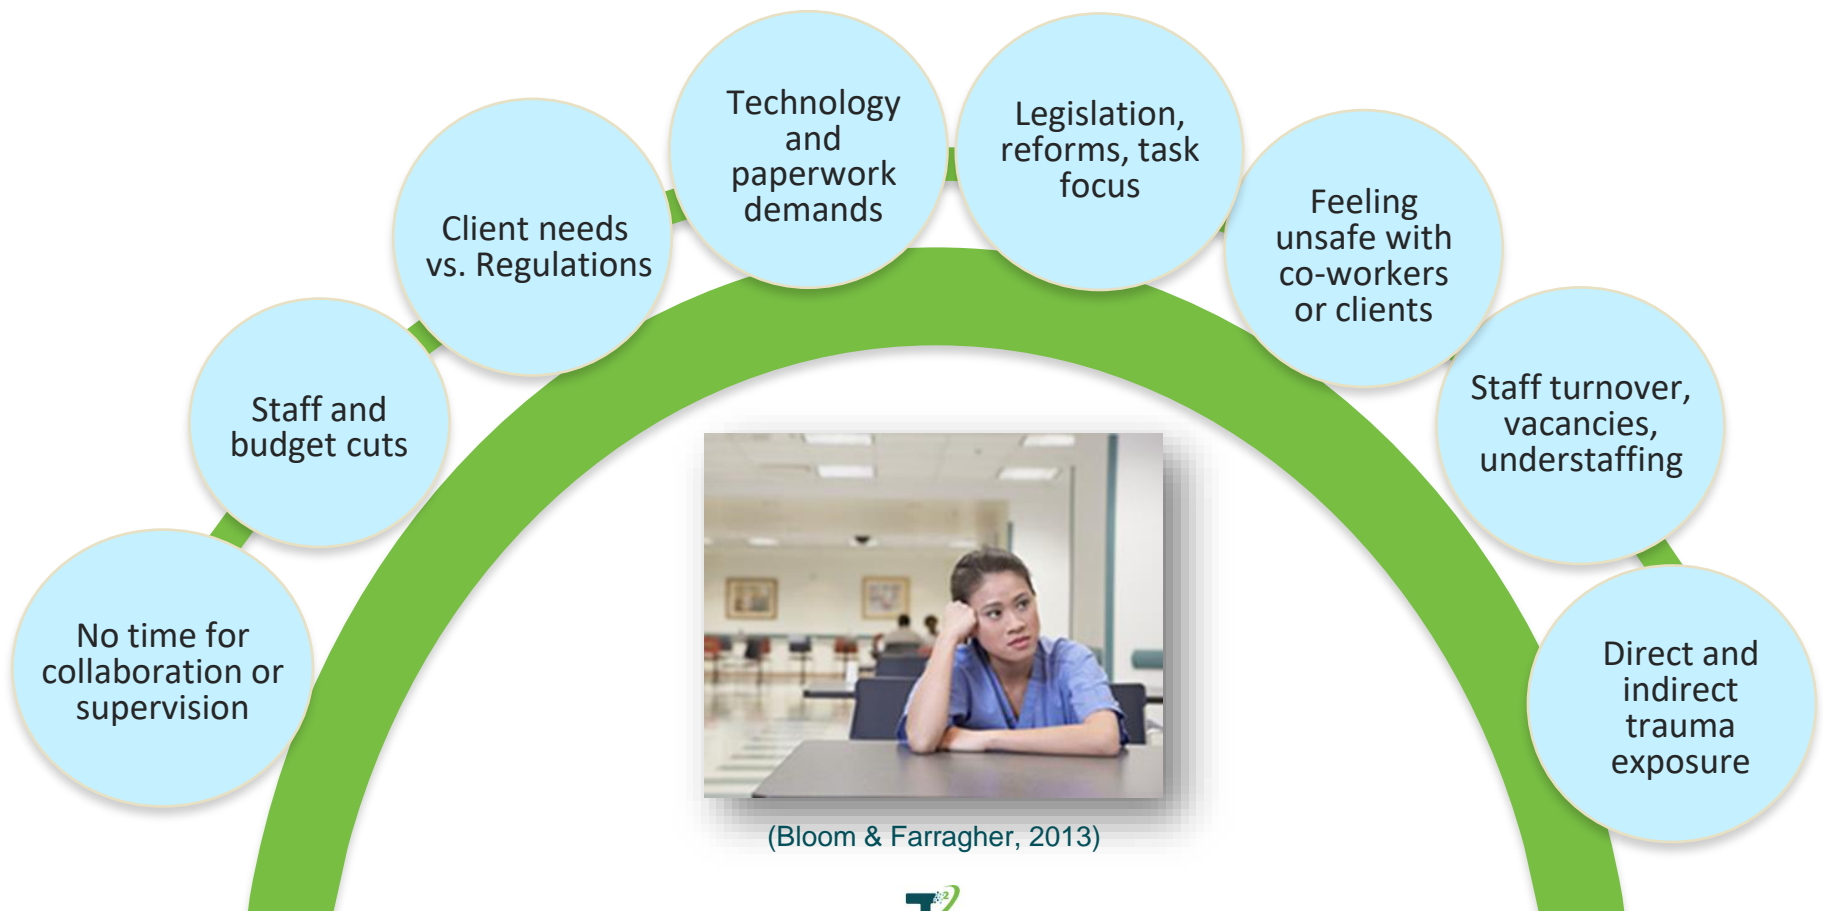 No time for
collaboration or
supervision
Staff and
budget cuts
Client needs
vs. Regulations
Technology
and
paperwork
demands
Legislation,
reforms, task
focus
Feeling
unsafe with
co-workers
or clients
Staff turnover,
vacancies,
understaffing
Direct and
indirect
trauma
exposure
(Bloom & Farragher, 2013)
T2